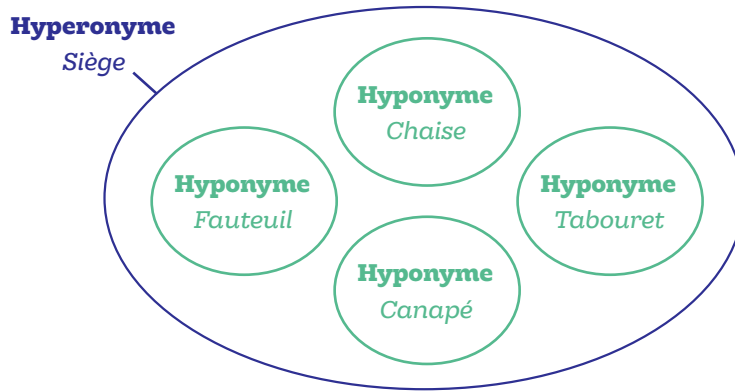 Hyperonyme
Siège
Hyponyme
Chaise
Hyponyme
Fauteuil
Hyponyme
Tabouret
Hyponyme
Canapé